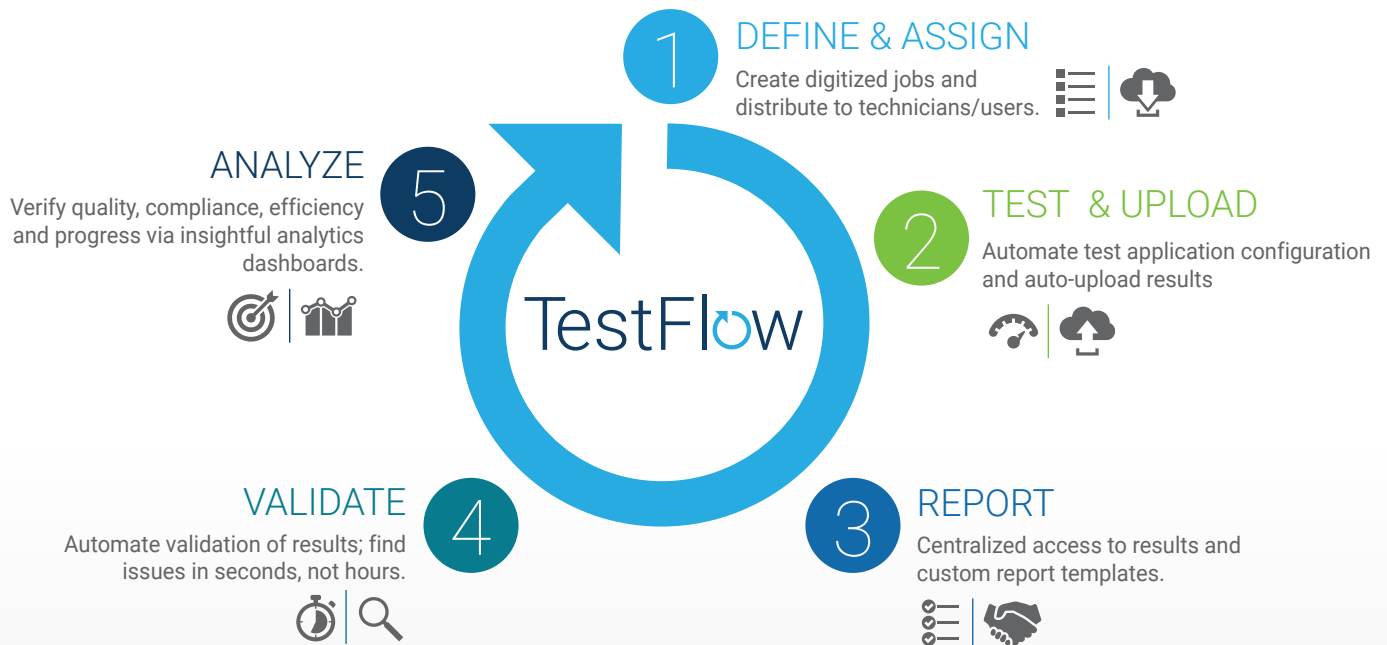 1
DEFINE & ASSIGN
Create digitized jobs and
distribute to technicians/users.
2
TEST & UPLOAD
Automate test application configuration
and auto-upload results
3
REPORT
Centralized access to results and
custom report templates.
4
VALIDATE
Automate validation of results; find
issues in seconds, not hours.
5
ANALYZE
Verify quality, compliance, efficiency
and progress via insightful analytics
dashboards.
TestFlow